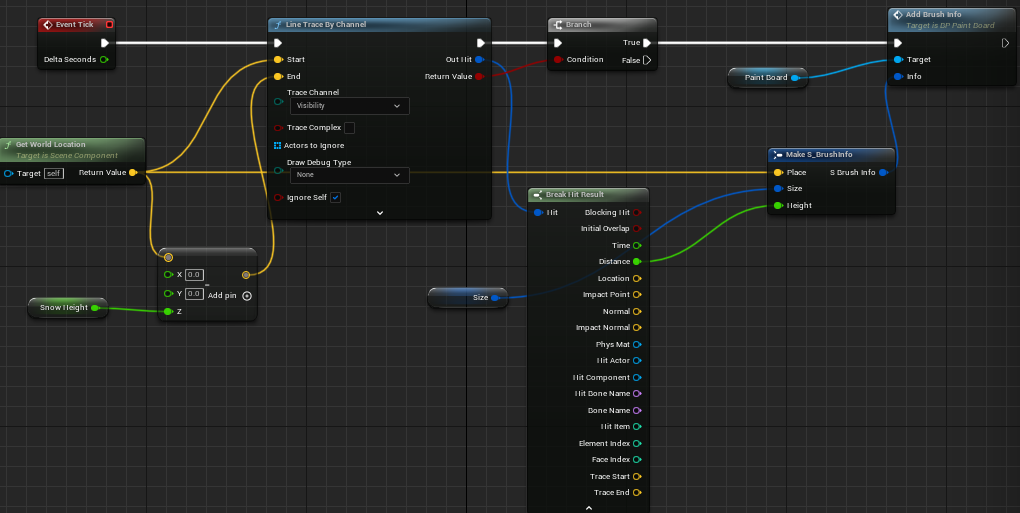 Event Tick
Delta Seconds
Line Trace By Channel
Start
End
Trace Channel
Visibility
Trace Complex
Actors to Ignore
Draw Debug Type
None
Ignore Self
Out Hit
Return Value
Branch
Condition
True
False
Add Brush Info
Target is DP Paint Board
Target
Info
Paint Board
Get World Location
Target is Scene Component
Target self
Return Value
Make S_BrushInfo
Place
Size
Height
S Brush Info
X 0.0
Y 0.0
Z
Add pin
Snow Height
Size
Break Hit Result
Hit
Blocking Hit
Initial Overlap
Time
Distance
Location
Impact Point
Normal
Impact Normal
Phys Mat
Hit Actor
Hit Component
Hit Bone Name
Bone Name
Hit Item
Element Index
Face Index
Trace Start
Trace End